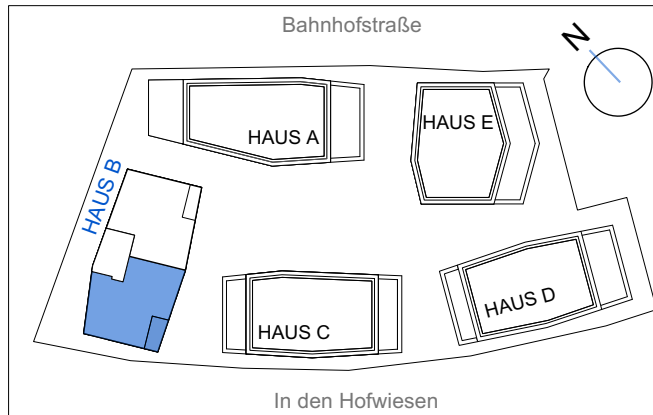 Bahnhofstraße
N
HAUS A
HAUS E
HAUS B
HAUS D
HAUS C
In den Hofwiesen